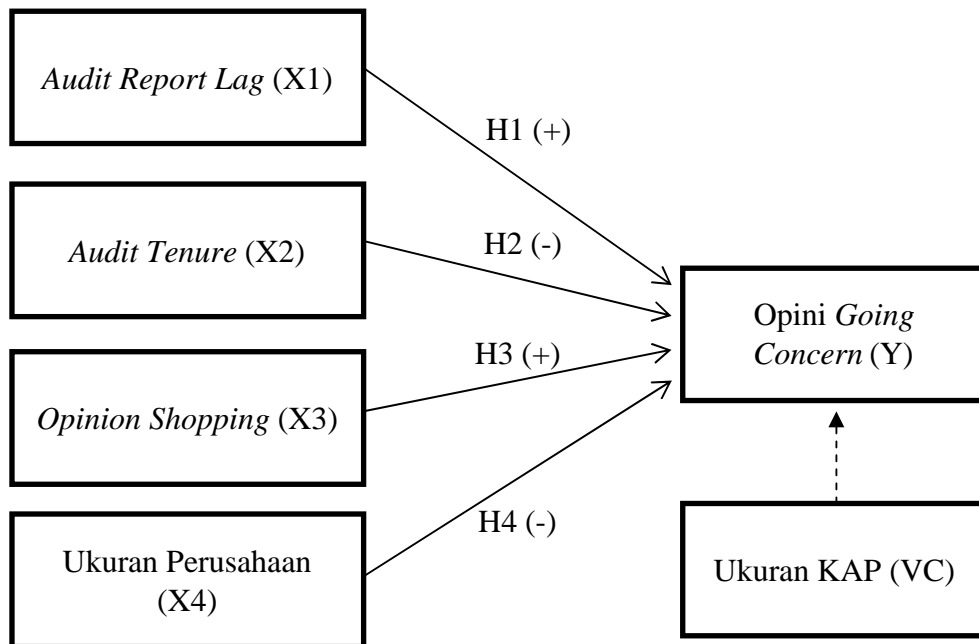 Audit Report Lag (X1)
H1 (+)
Audit Tenure (X2)
H2 (-)
Opini Going
Concern (Y)
H3 (+)
Opinion Shopping (X3)
H4 (-)
Ukuran Perusahaan
(X4)
Ukuran KAP (VC)